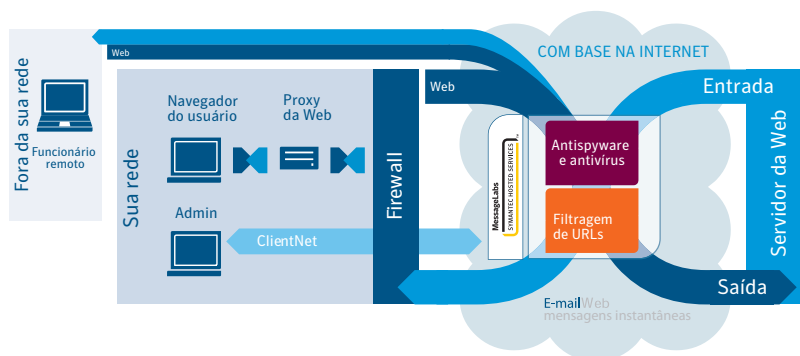 Fora da sua rede
Funcionário
remoto
Web
COM BASE NA INTERNET
Sua rede
Navegador
do usuário
Proxy
da Web
Admin
ClientNet
Firewall
Web
MessageLabs
SYMANTEC HOSTED SERVICES
Antispyware
e antivírus
Filtragem
de URLs
Entrada
Servidor da Web
Saída
E-mailWeb
mensagens instantâneas